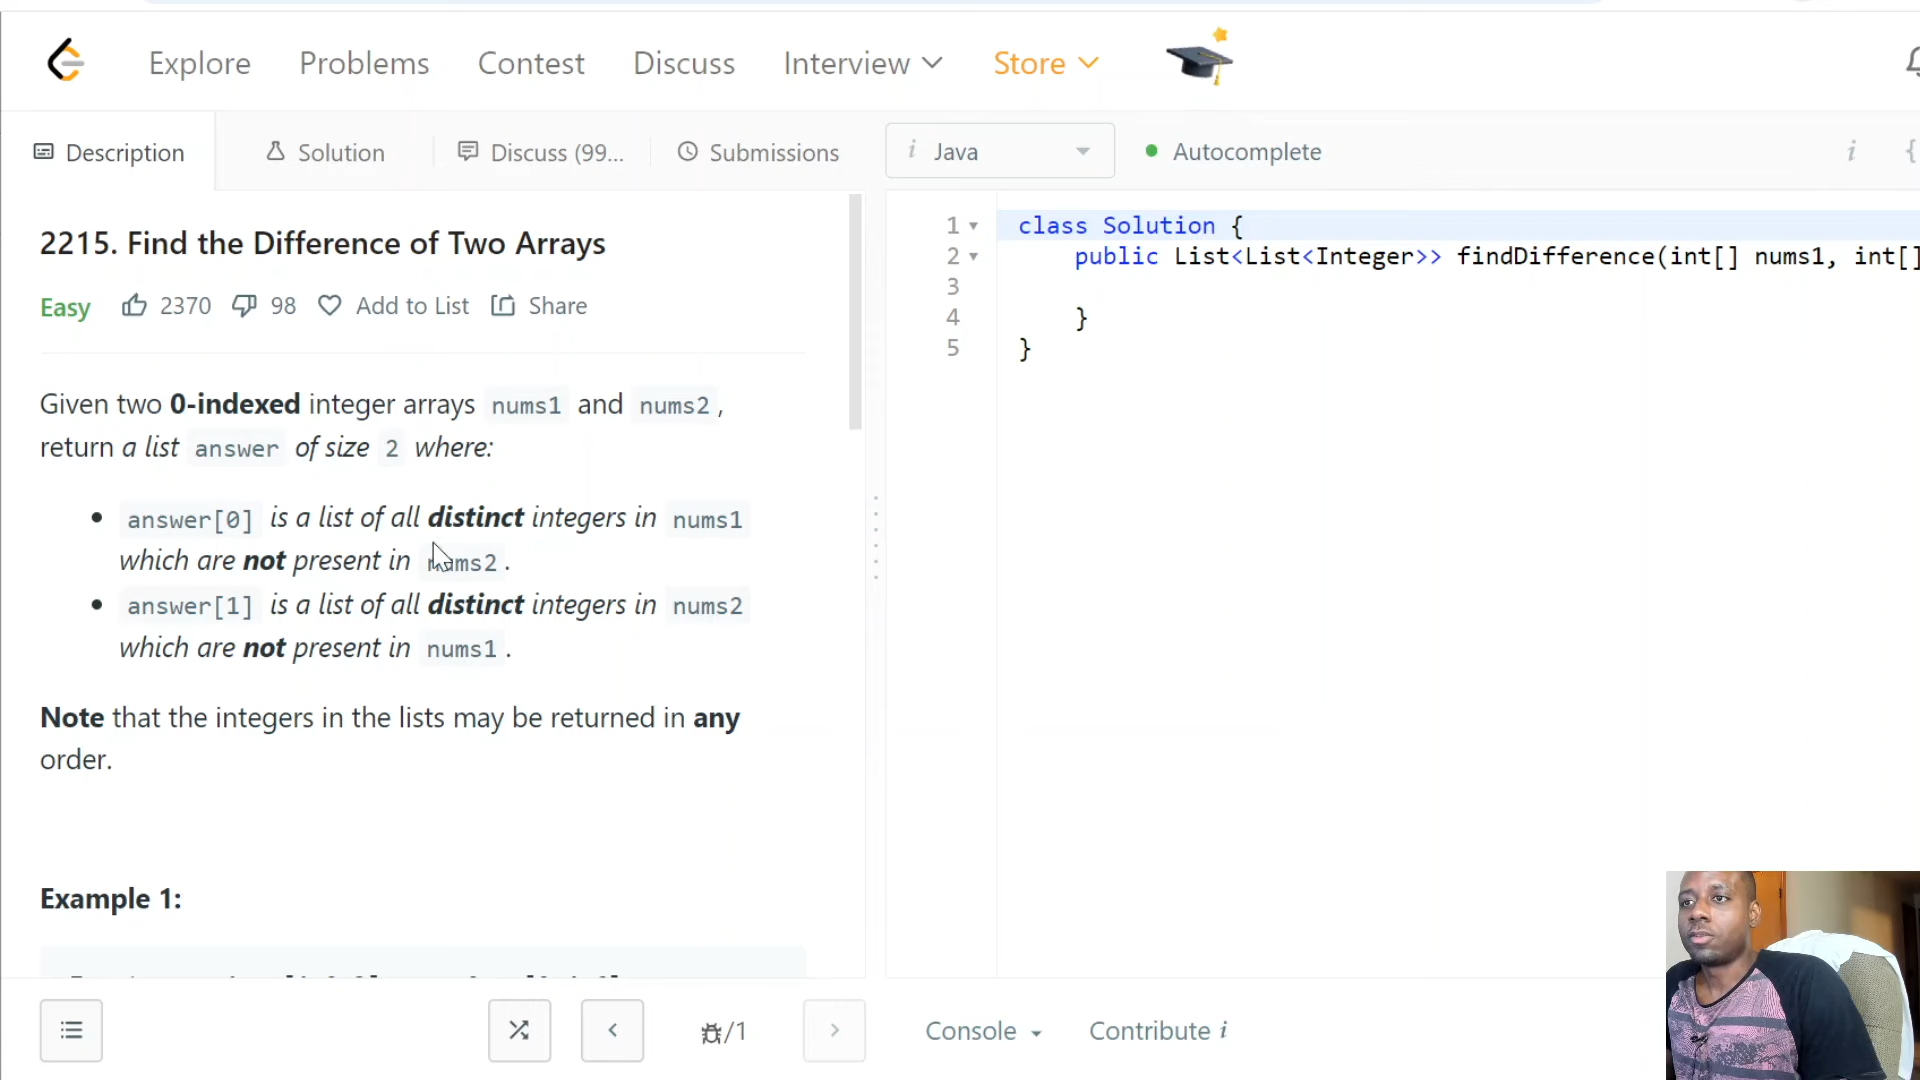 Explore Problems Contest Discuss Interview Store
Description Solution Discuss (99... Submissions i Java Autocomplete i {
2215. Find the Difference of Two Arrays
Easy 2370 98 Add to List Share
Given two 0-indexed integer arrays nums1 and nums2,
return a list answer of size 2 where:
• answer[0] is a list of all distinct integers in nums1
which are not present in nums2.
• answer[1] is a list of all distinct integers in nums2
which are not present in nums1.
Note that the integers in the lists may be returned in any
order.
Example 1:
1 class Solution {
2 public List<List<Integer>> findDifference(int[] nums1, int[]
3
4 }
5 }
/1 Console Contribute i